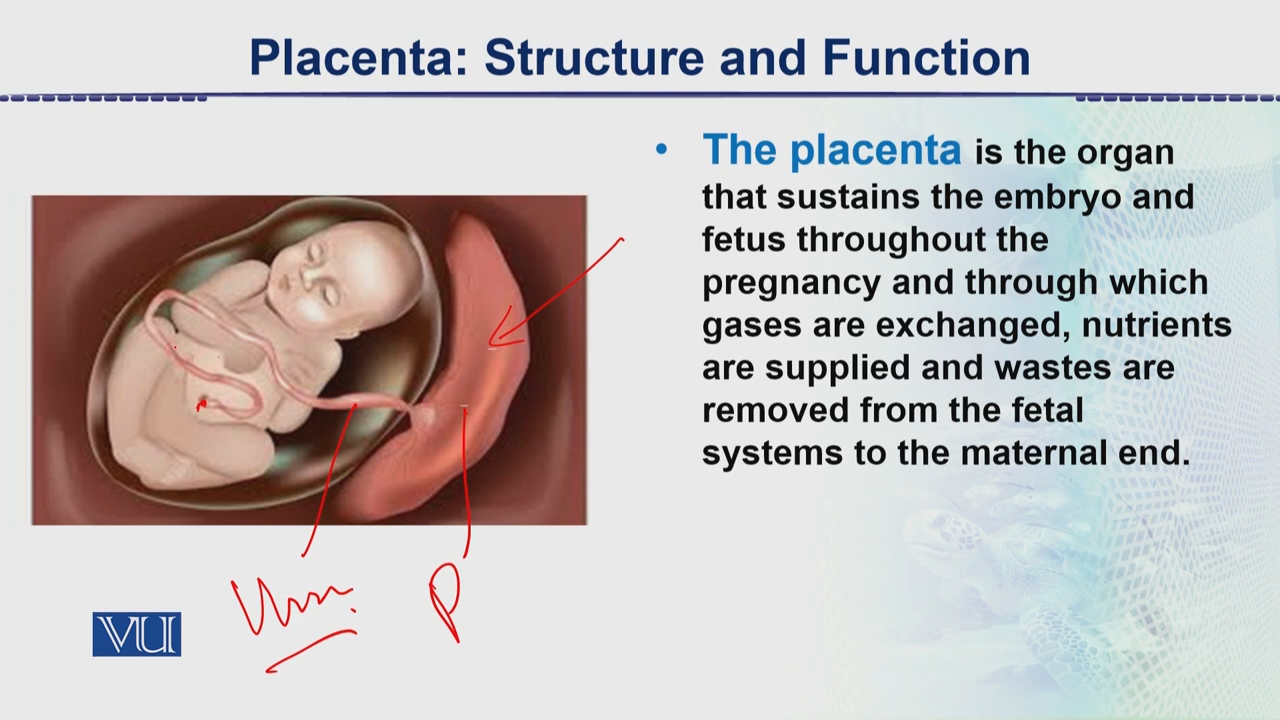 Placenta: Structure and Function
• The placenta is the organ
that sustains the embryo and
fetus throughout the
pregnancy and through which
gases are exchanged, nutrients
are supplied and wastes are
removed from the fetal
systems to the maternal end.
Um.
P
VU